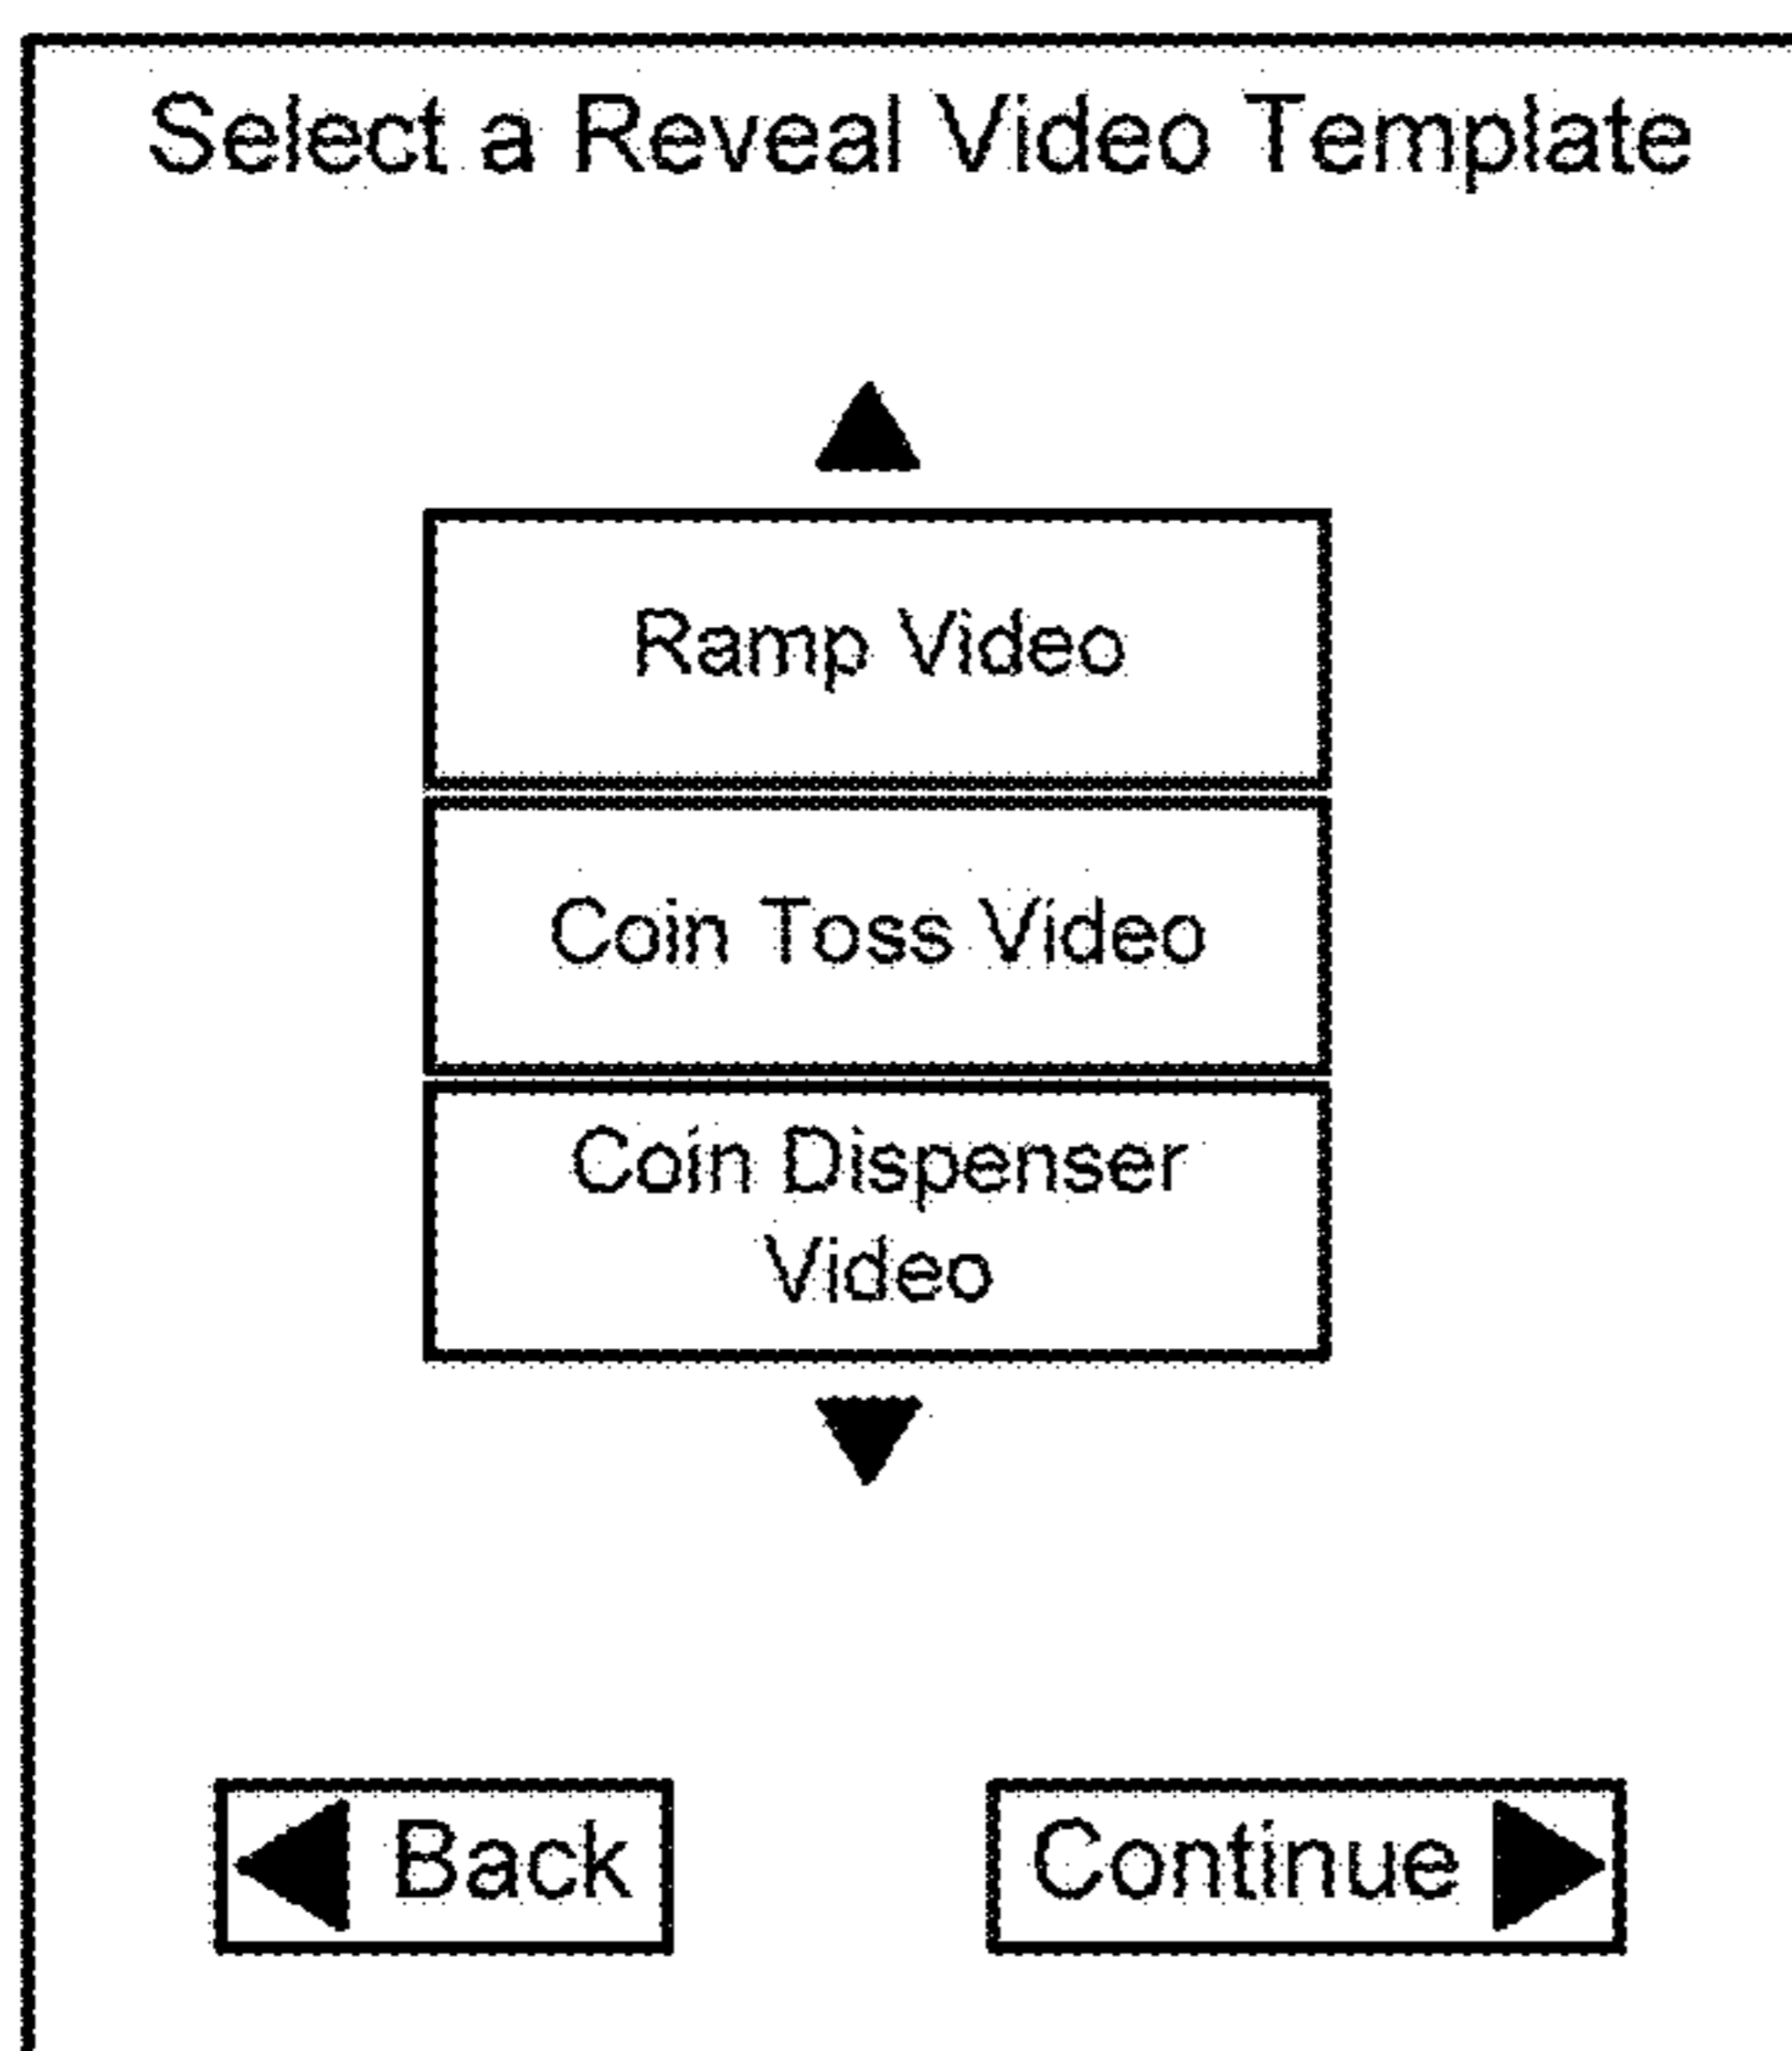 Select a Reveal Video Template
Ramp Video
Coin Toss Video
Coin Dispenser
Video
Back
Continue